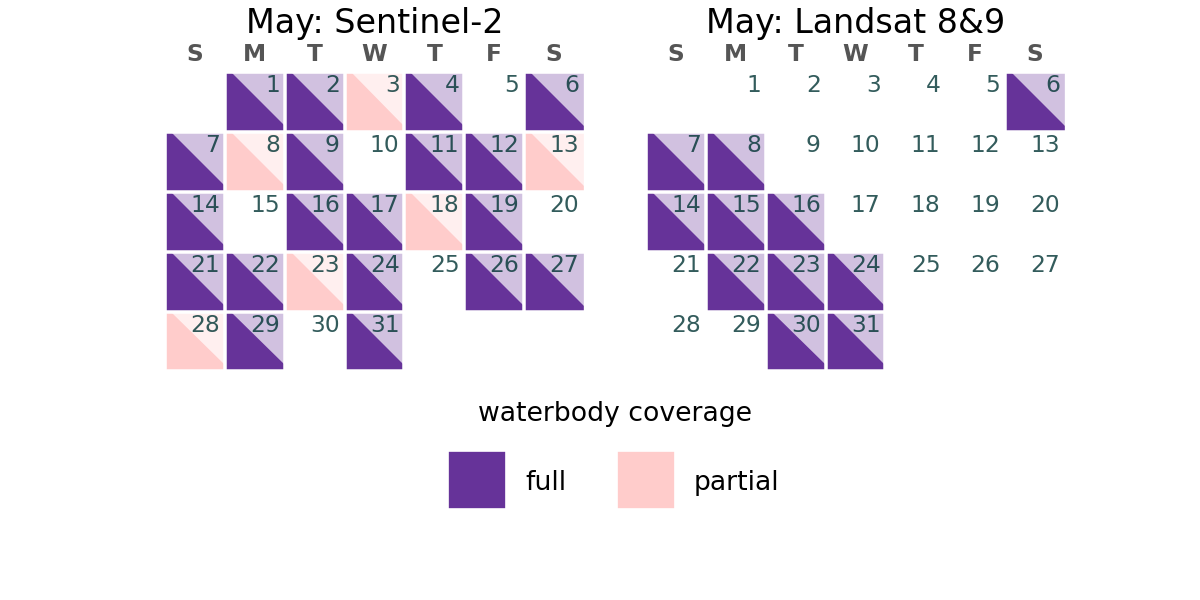 May: Sentinel-2
S M T W T F S
1 2 3 4 5 6
7 8 9 10 11 12 13
14 15 16 17 18 19 20
21 22 23 24 25 26 27
28 29 30 31
May: Landsat 8&9
S M T W T F S
1 2 3 4 5 6
7 8 9 10 11 12 13
14 15 16 17 18 19 20
21 22 23 24 25 26 27
28 29 30 31
waterbody coverage
full
partial